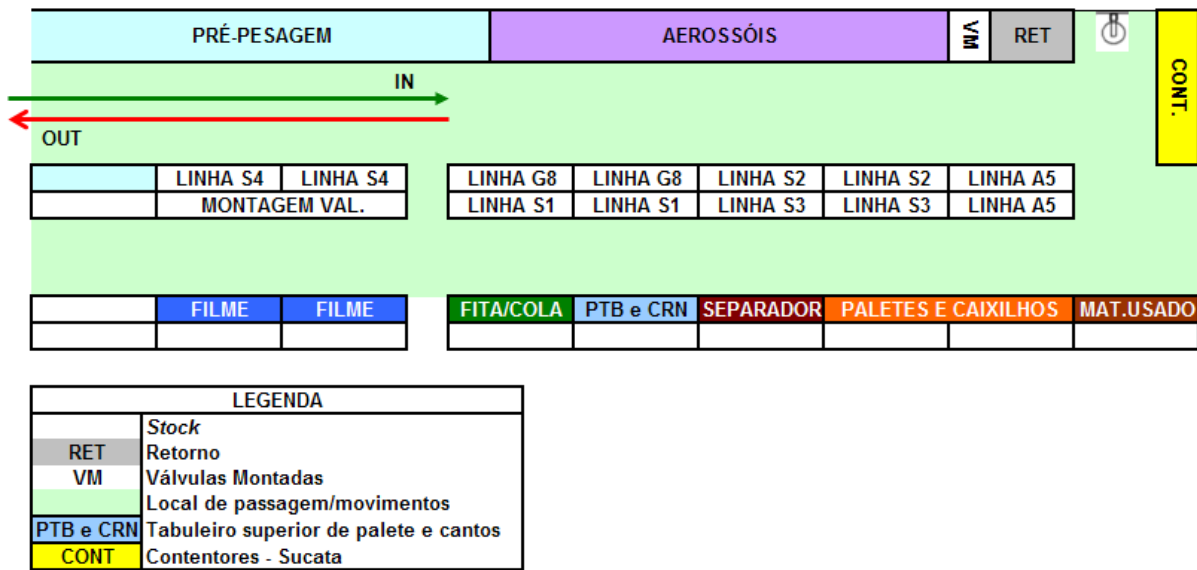 PRÉ-PESAGEM AEROSSÓIS VM RET
CONT.
IN
OUT
LINHA S4 LINHA S4 LINHA G8 LINHA G8 LINHA S2 LINHA S2 LINHA A5
MONTAGEM VAL. LINHA S1 LINHA S1 LINHA S3 LINHA S3 LINHA A5
FILME FILME FITA/COLA PTB e CRN SEPARADOR PALETES E CAIXILHOS MAT.USADO
LEGENDA
Stock
RET Retorno
VM Válvulas Montadas
Local de passagem/movimentos
PTB e CRN Tabuleiro superior de palete e cantos
CONT Contentores - Sucata